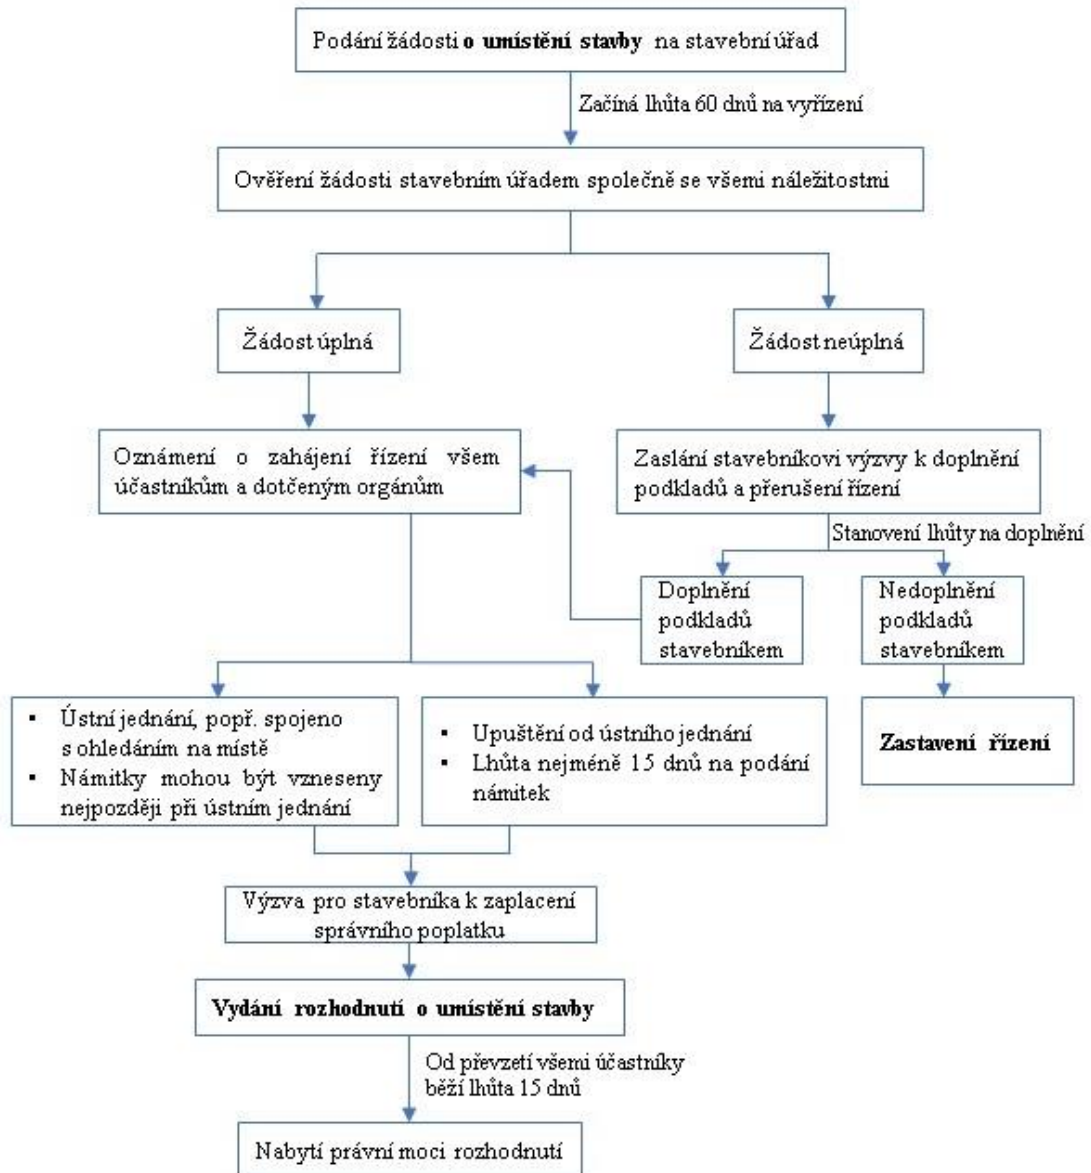 Podání žádosti o umístění stavby na stavební úřad
Začíná lhůta 60 dnů na vyřízení
Ověření žádosti stavebním úřadem společně se všemi náležitostmi
Žádost úplná
Žádost neúplná
Oznámení o zahájení řízení všem
účastníkům a dotčeným orgánům
Zaslání stavebníkovi výzvy k doplnění
podkladů a přerušení řízení
Stanovení lhůty na doplnění
Doplnění
podkladů
stavebníkem
Nedoplnění
podkladů
stavebníkem
▪ Ústní jednání, popř. spojeno
s ohledáním na místě
▪ Námitky mohou být vzneseny
nejpozději při ústním jednání
▪ Upuštění od ústního jednání
▪ Lhůta nejméně 15 dnů na podání
námitek
Zastavení řízení
Výzva pro stavebníka k zaplacení
správního poplatku
Vydání rozhodnutí o umístění stavby
Od převzetí všemi účastníky
běží lhůta 15 dnů
Nabytí právní moci rozhodnutí